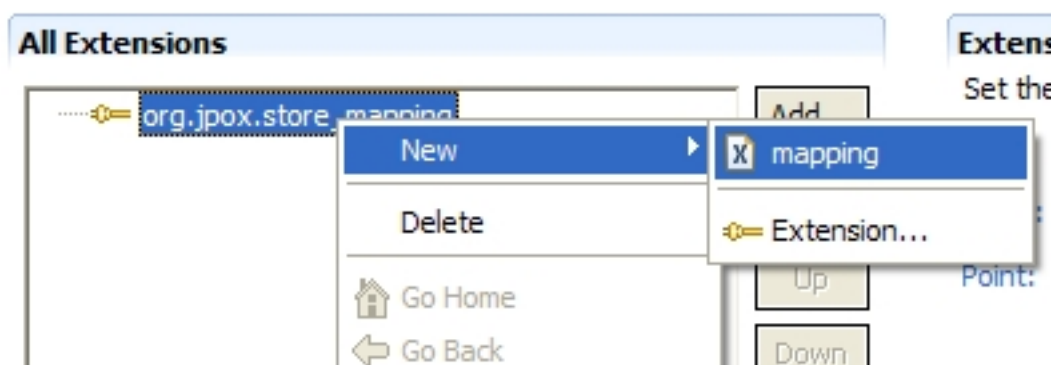 All Extensions
Extens
Set the
org.jpox.store_mapping
Add
New
mapping
Delete
Extension...
:
Up
Point:
Go Home
Go Back
Down